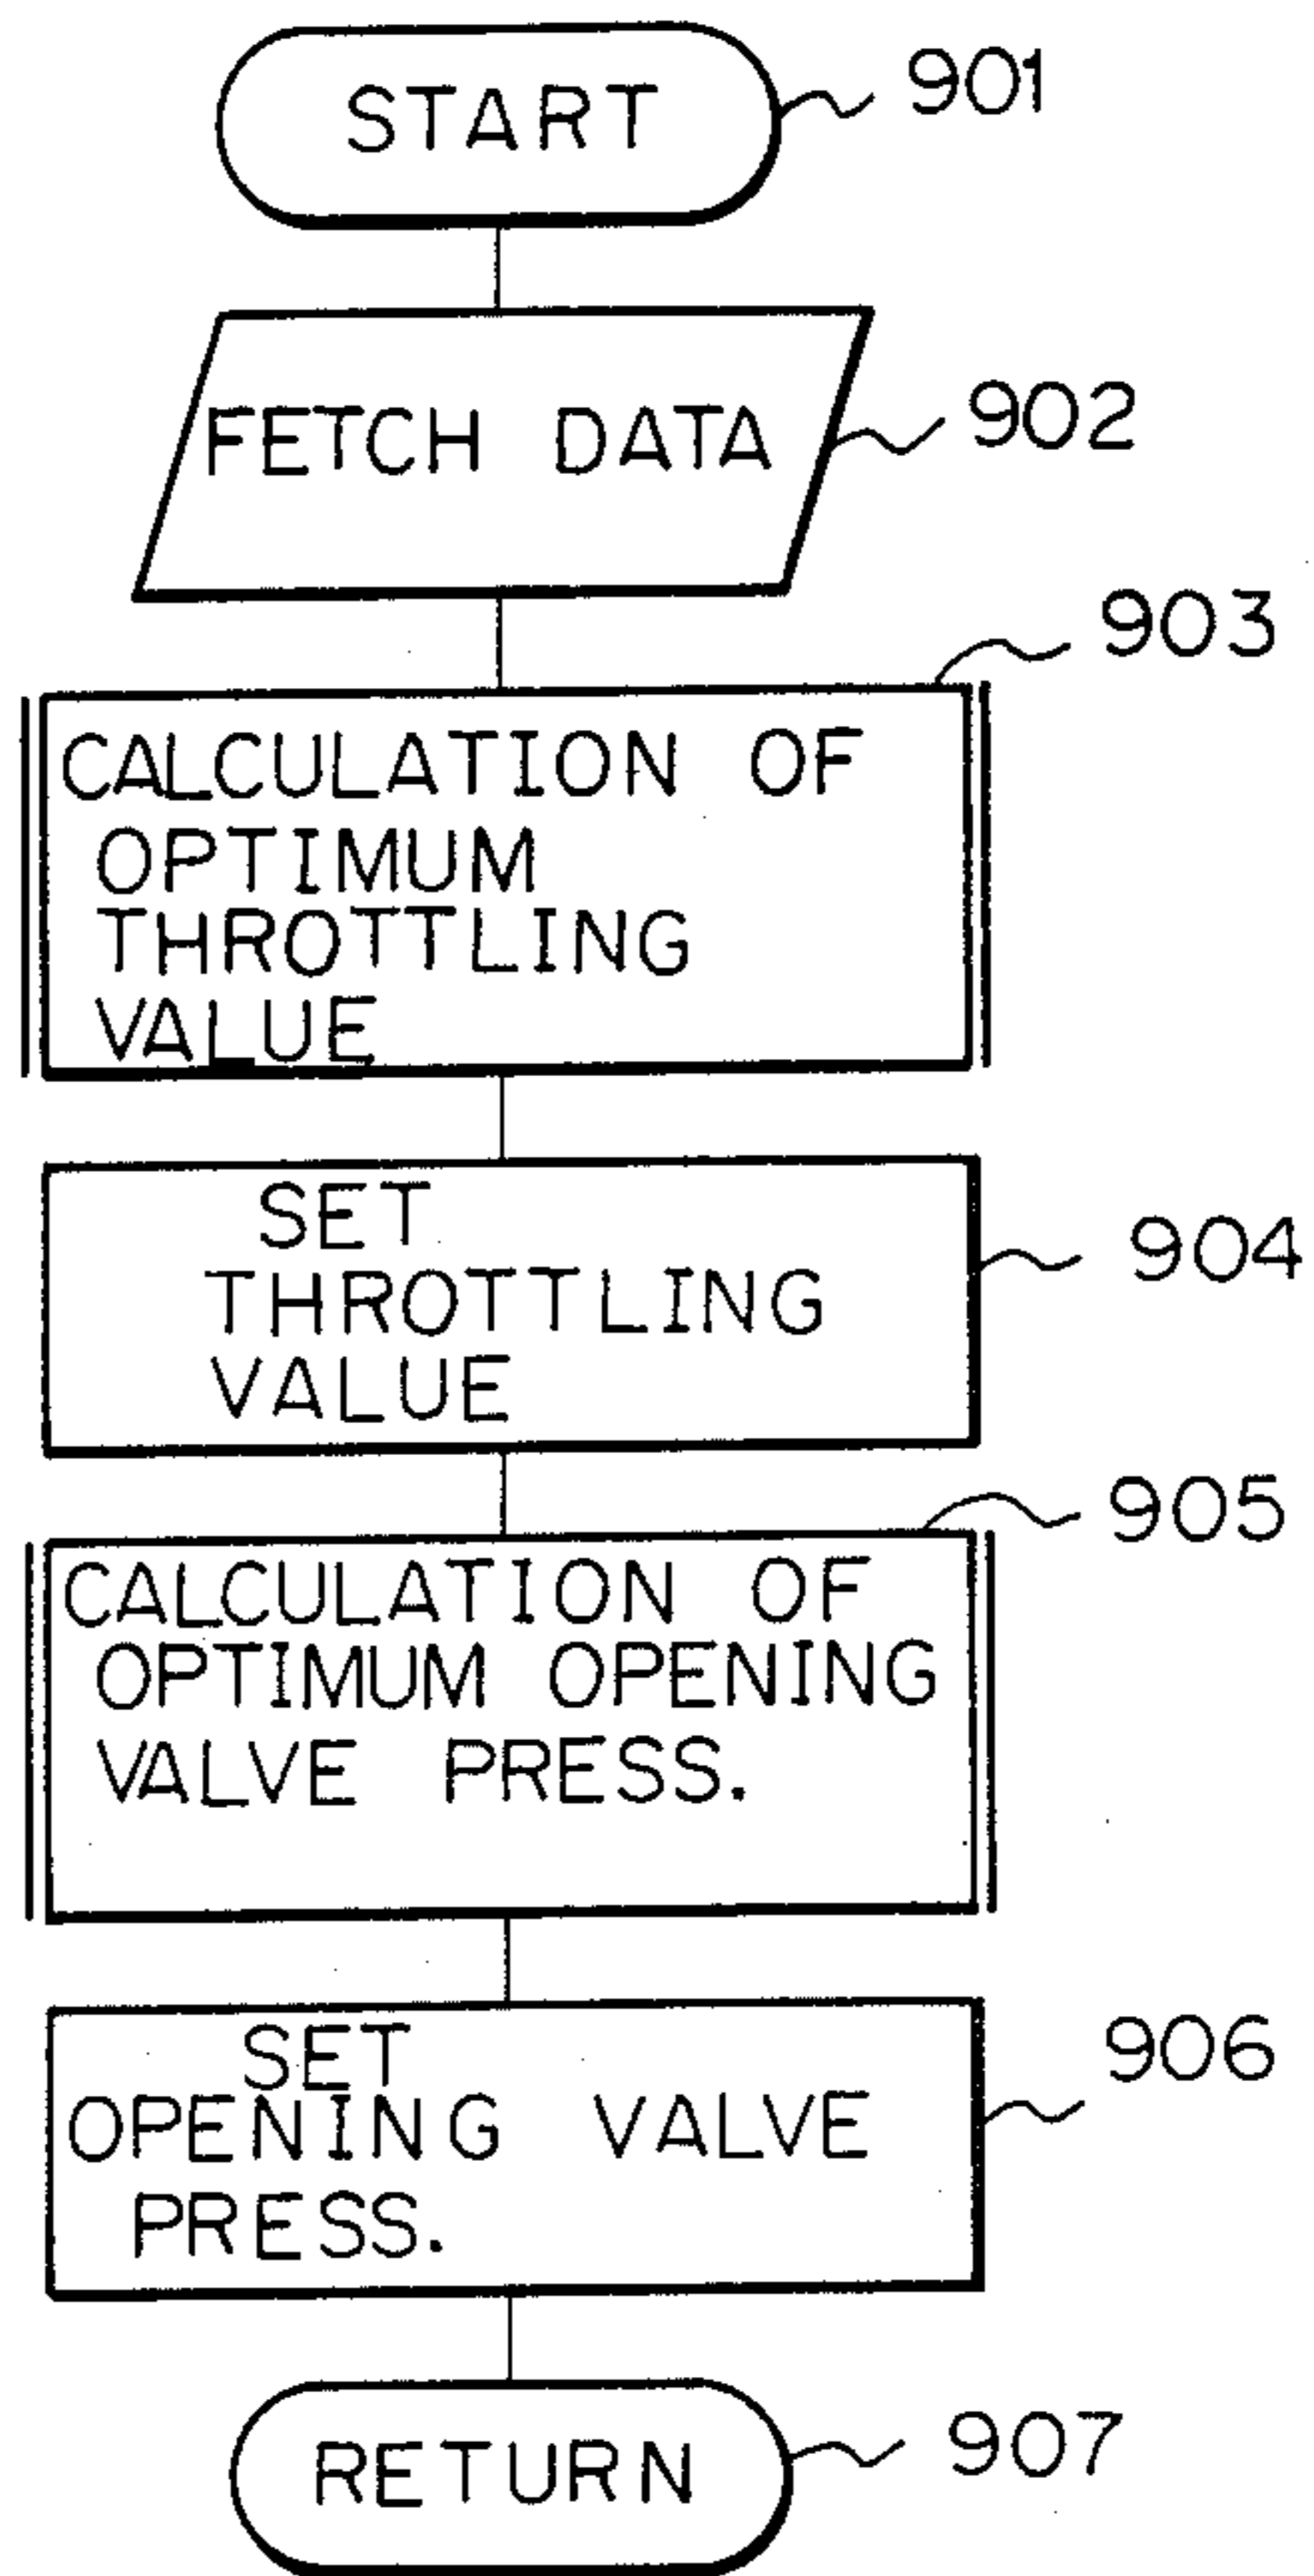 START
901
FETCH DATA
902
903
CALCULATION OF
OPTIMUM
THROTTLING
VALUE
SET
THROTTLING
VALUE
904
905
CALCULATION OF
OPTIMUM OPENING
VALVE PRESS.
SET
OPENING VALVE
PRESS.
906
RETURN
907